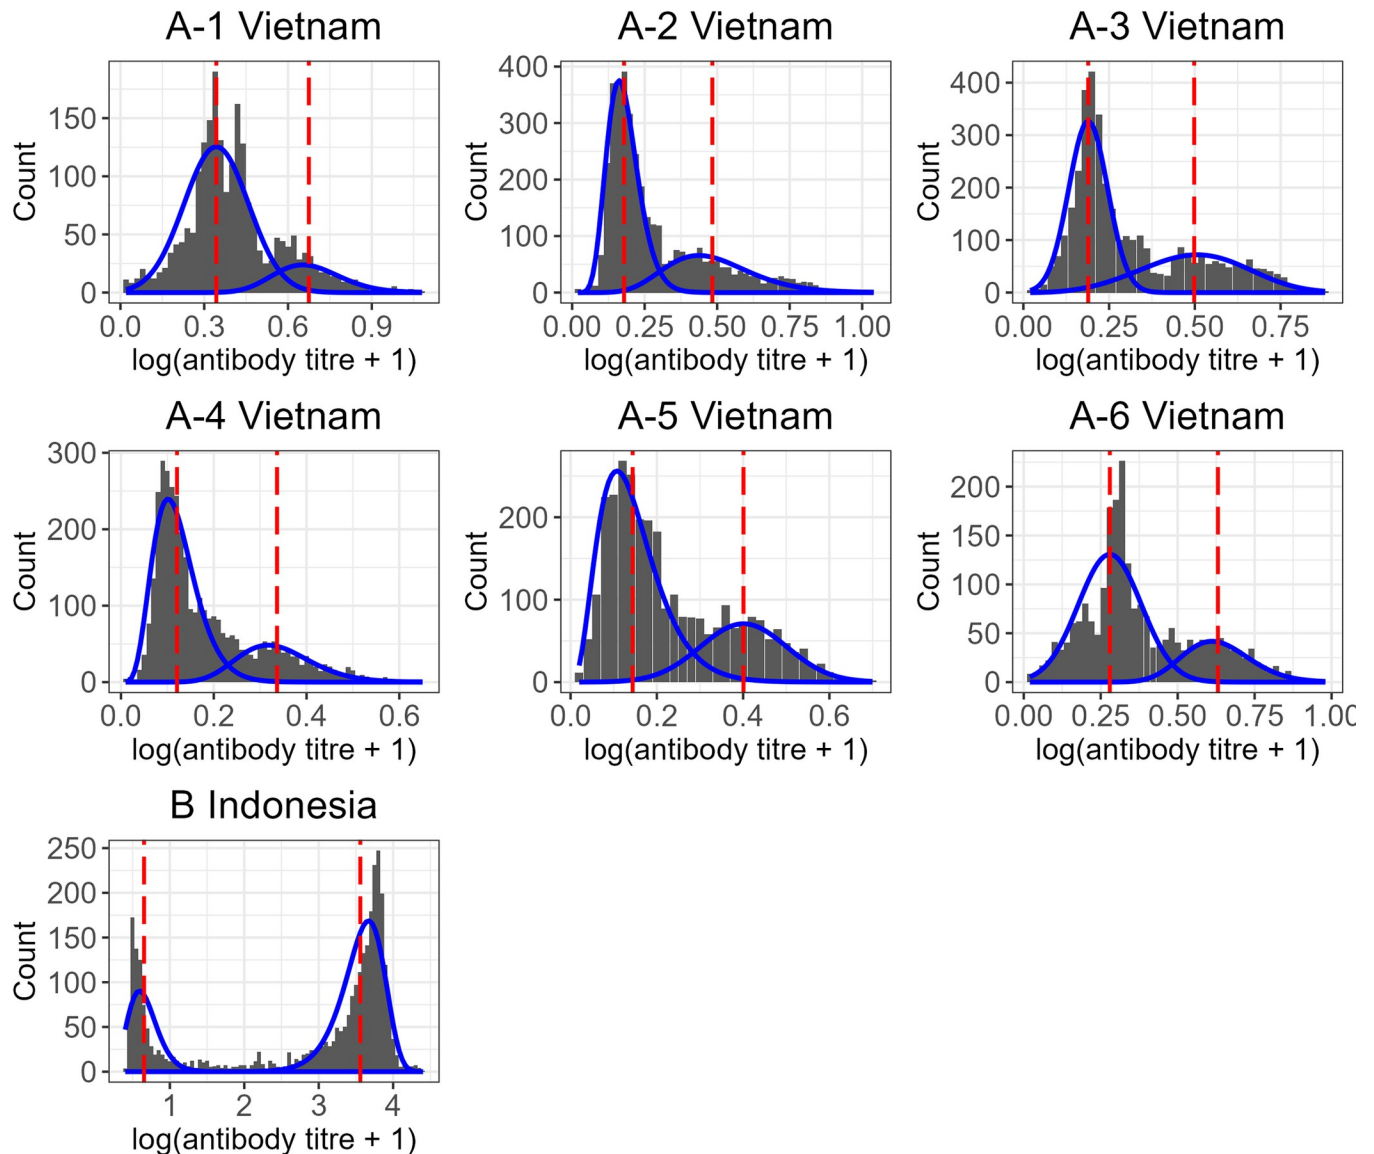 A-1 Vietnam
A-2 Vietnam
A-3 Vietnam
Count
150
100
50
0
0.0 0.3 0.6 0.9
log(antibody titre + 1)
Count
400
300
200
100
0
0.00 0.25 0.50 0.75 1.00
log(antibody titre + 1)
Count
400
300
200
100
0
0.00 0.25 0.50 0.75
log(antibody titre + 1)
A-4 Vietnam
A-5 Vietnam
A-6 Vietnam
Count
300
200
100
0
0.0 0.2 0.4 0.6
log(antibody titre + 1)
Count
200
100
0
0.0 0.2 0.4 0.6
log(antibody titre + 1)
Count
200
150
100
50
0
0.00 0.25 0.50 0.75 1.00
log(antibody titre + 1)
B Indonesia
Count
250
200
150
100
50
0
1 2 3 4
log(antibody titre + 1)